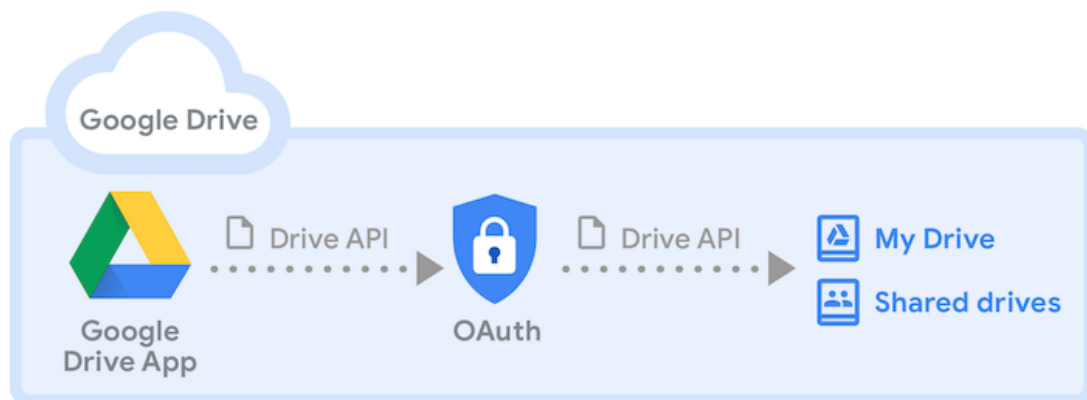 Google Drive
Drive API
Drive API
My Drive
Shared drives
Google
Drive App
OAuth